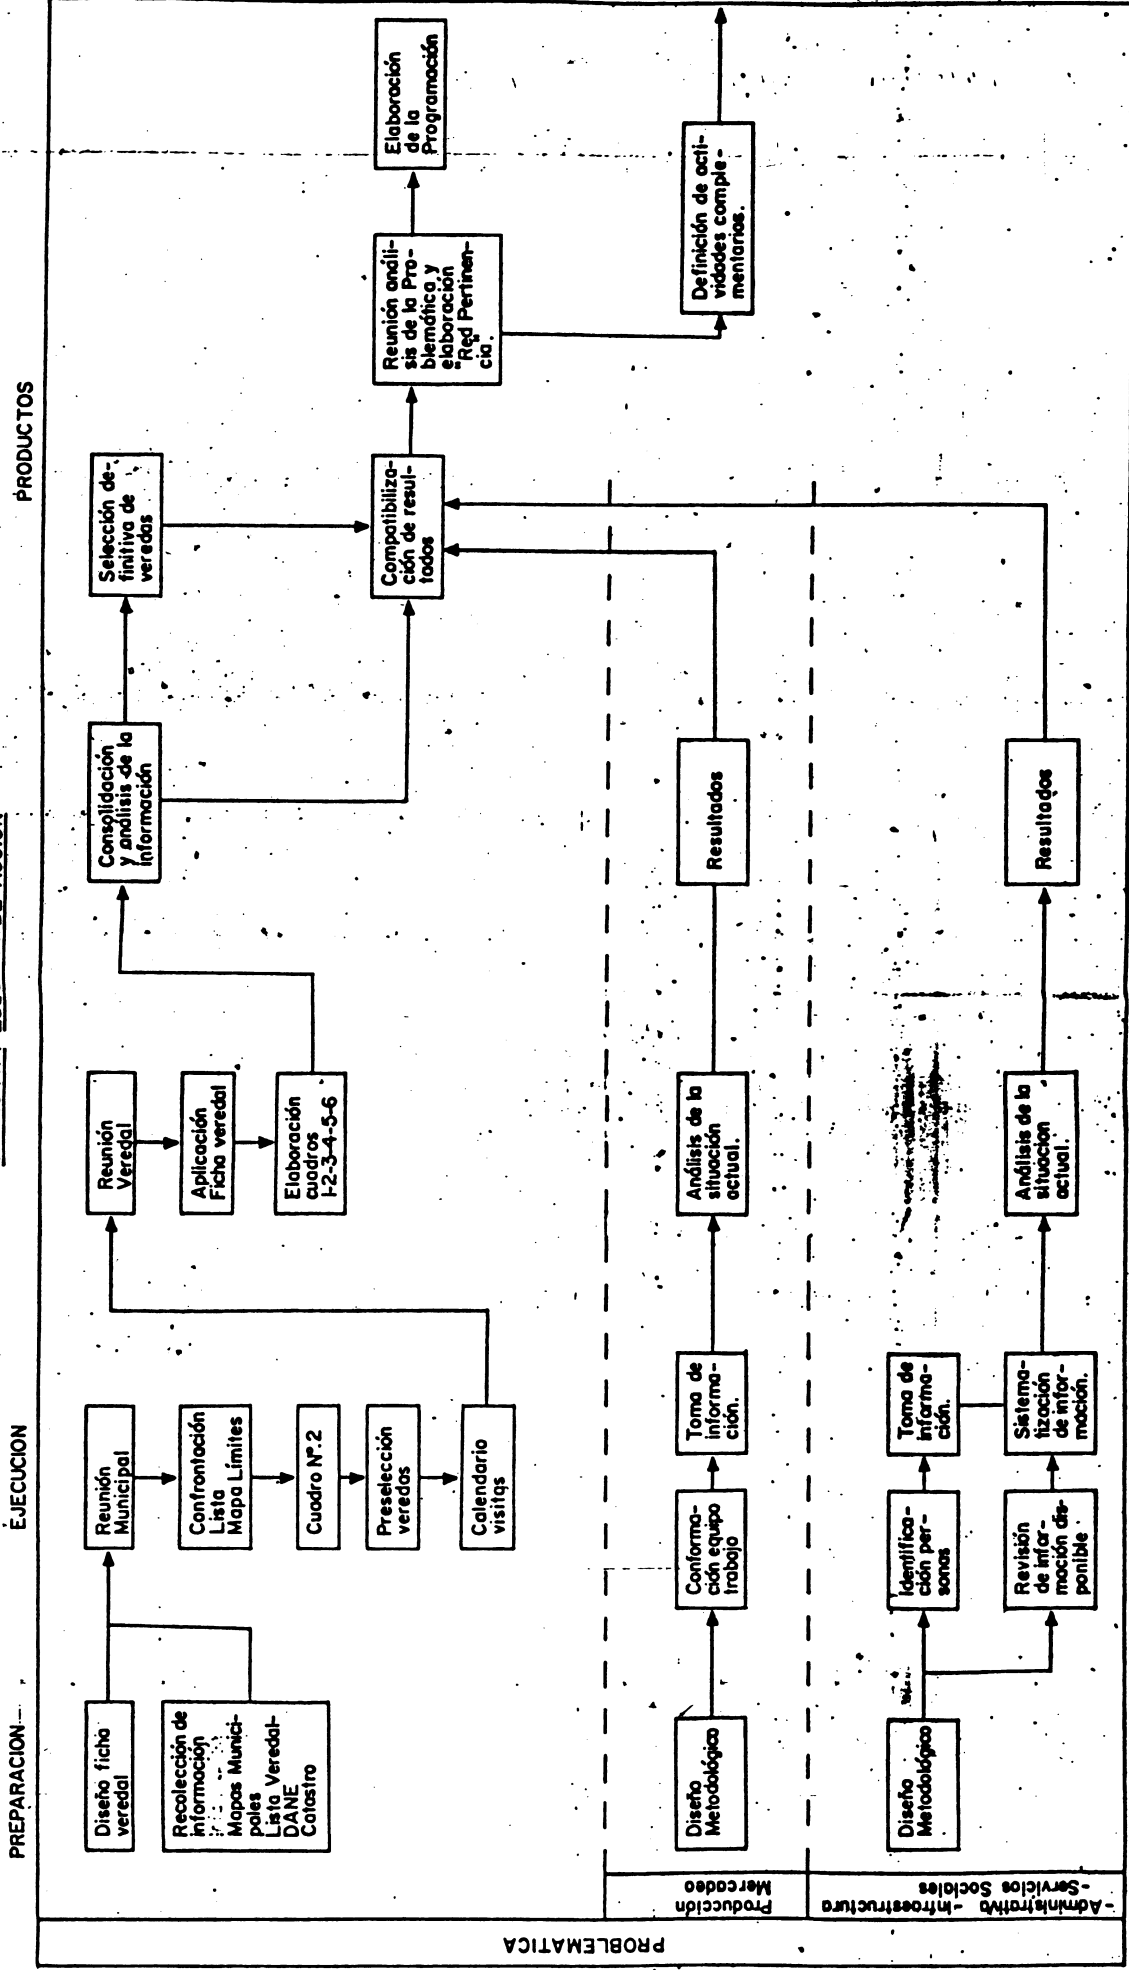 PREPARACION
EJECUCION
PRODUCTOS
PROBLEMATICA
Diseño ficha
veredal
Recolección de
información
Mapas Munici-
pales
Lista Veredal-
DANE
Catastro
Reunión
Municipal
Confrontación
Lista
Mapa Límites
Cuadro Nº.2
Preselección
veredas
Calendario
visitas
Reunión
Veredal
Aplicación
Ficha veredal
Elaboración
cuadros
1-2-3-4-5-6
Consolidación
y análisis de la
información
Selección de-
finitiva de
veredas
Compatibiliza-
ción de resul-
tados
Reunión análi-
sis de la Pro-
blemática y
elaboración
"Red Pertinen-
cia".
Elaboración
de la
Programación
Definición de acti-
vidades comple-
mentarios.
Producción
Mercadeo
Diseño
Metodológico
Conforma-
ción equipo
trabajo
Toma de
informa-
ción.
Análisis de la
situación
actual.
Resultados
-Administrativa -Infraestructura
-Servicios Sociales
Diseño
Metodológico
Identifica-
ción per-
sonas
Toma de
informa-
ción.
Revisión
de infor-
mación dis-
ponible
Sistema-
tización
de infor-
mación.
Análisis de la
situación
actual.
Resultados